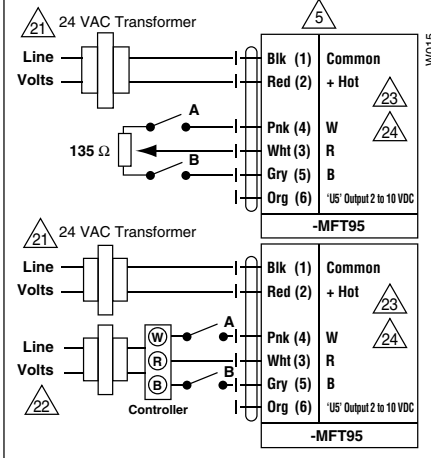 21 24 VAC Transformer
5
Line
Volts
Blk (1) Common
Red (2) + Hot
23
A
Pnk (4) W
24
135 Ω
Wht (3) R
B
Gry (5) B
Org (6) 'U5' Output 2 to 10 VDC
-MFT95
W015
21 24 VAC Transformer
Line
Volts
Blk (1) Common
Red (2) + Hot
23
A
W
Pnk (4) W
24
Line
Volts
R
Wht (3) R
B
B
Gry (5) B
22
Controller
Org (6) 'U5' Output 2 to 10 VDC
-MFT95